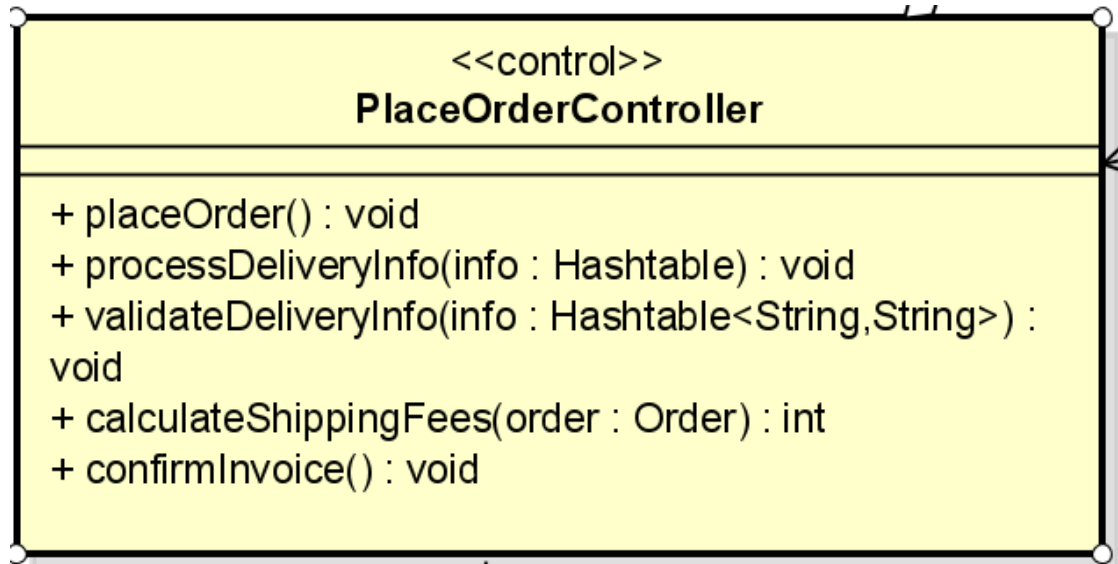 <<control>>
PlaceOrderController
+ placeOrder() : void
+ processDeliveryInfo(info : Hashtable) : void
+ validateDeliveryInfo(info : Hashtable<String,String>) :
void
+ calculateShippingFees(order : Order) : int
+ confirmInvoice() : void